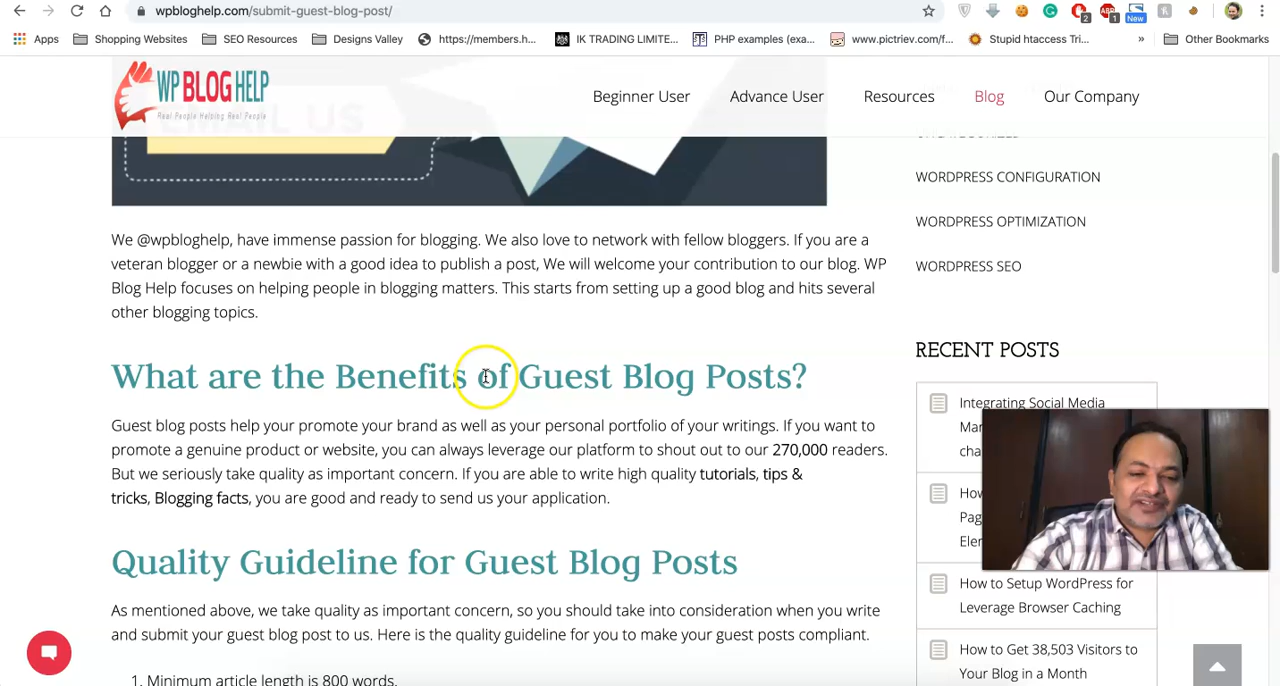 wpbloghelp.com/submit-guest-blog-post/
2
1
New
Apps
Shopping Websites
SEO Resources
Designs Valley
https://members.h...
IK TRADING LIMITE...
PHP examples (exa...
www.pictriev.com/f...
Stupid htaccess Tri...
»
Other Bookmarks
WP BLOG HELP
Real People Helping Real People
Beginner User
Advance User
Resources
Blog
Our Company
EMAIL US
UNCATEGORIZED
WORDPRESS CONFIGURATION
WORDPRESS OPTIMIZATION
WORDPRESS SEO
We @wpbloghelp, have immense passion for blogging. We also love to network with fellow bloggers. If you are a
veteran blogger or a newbie with a good idea to publish a post, We will welcome your contribution to our blog. WP
Blog Help focuses on helping people in blogging matters. This starts from setting up a good blog and hits several
other blogging topics.
What are the Benefits of Guest Blog Posts?
Guest blog posts help your promote your brand as well as your personal portfolio of your writings. If you want to
promote a genuine product or website, you can always leverage our platform to shout out to our 270,000 readers.
But we seriously take quality as important concern. If you are able to write high quality tutorials, tips &
tricks, Blogging facts, you are good and ready to send us your application.
Quality Guideline for Guest Blog Posts
As mentioned above, we take quality as important concern, so you should take into consideration when you write
and submit your guest blog post to us. Here is the quality guideline for you to make your guest posts compliant.
1. Minimum article length is 800 words.
RECENT POSTS
Integrating Social Media
Mar
cha
How
Pag
Ele
How to Setup WordPress for
Leverage Browser Caching
How to Get 38,503 Visitors to
Your Blog in a Month